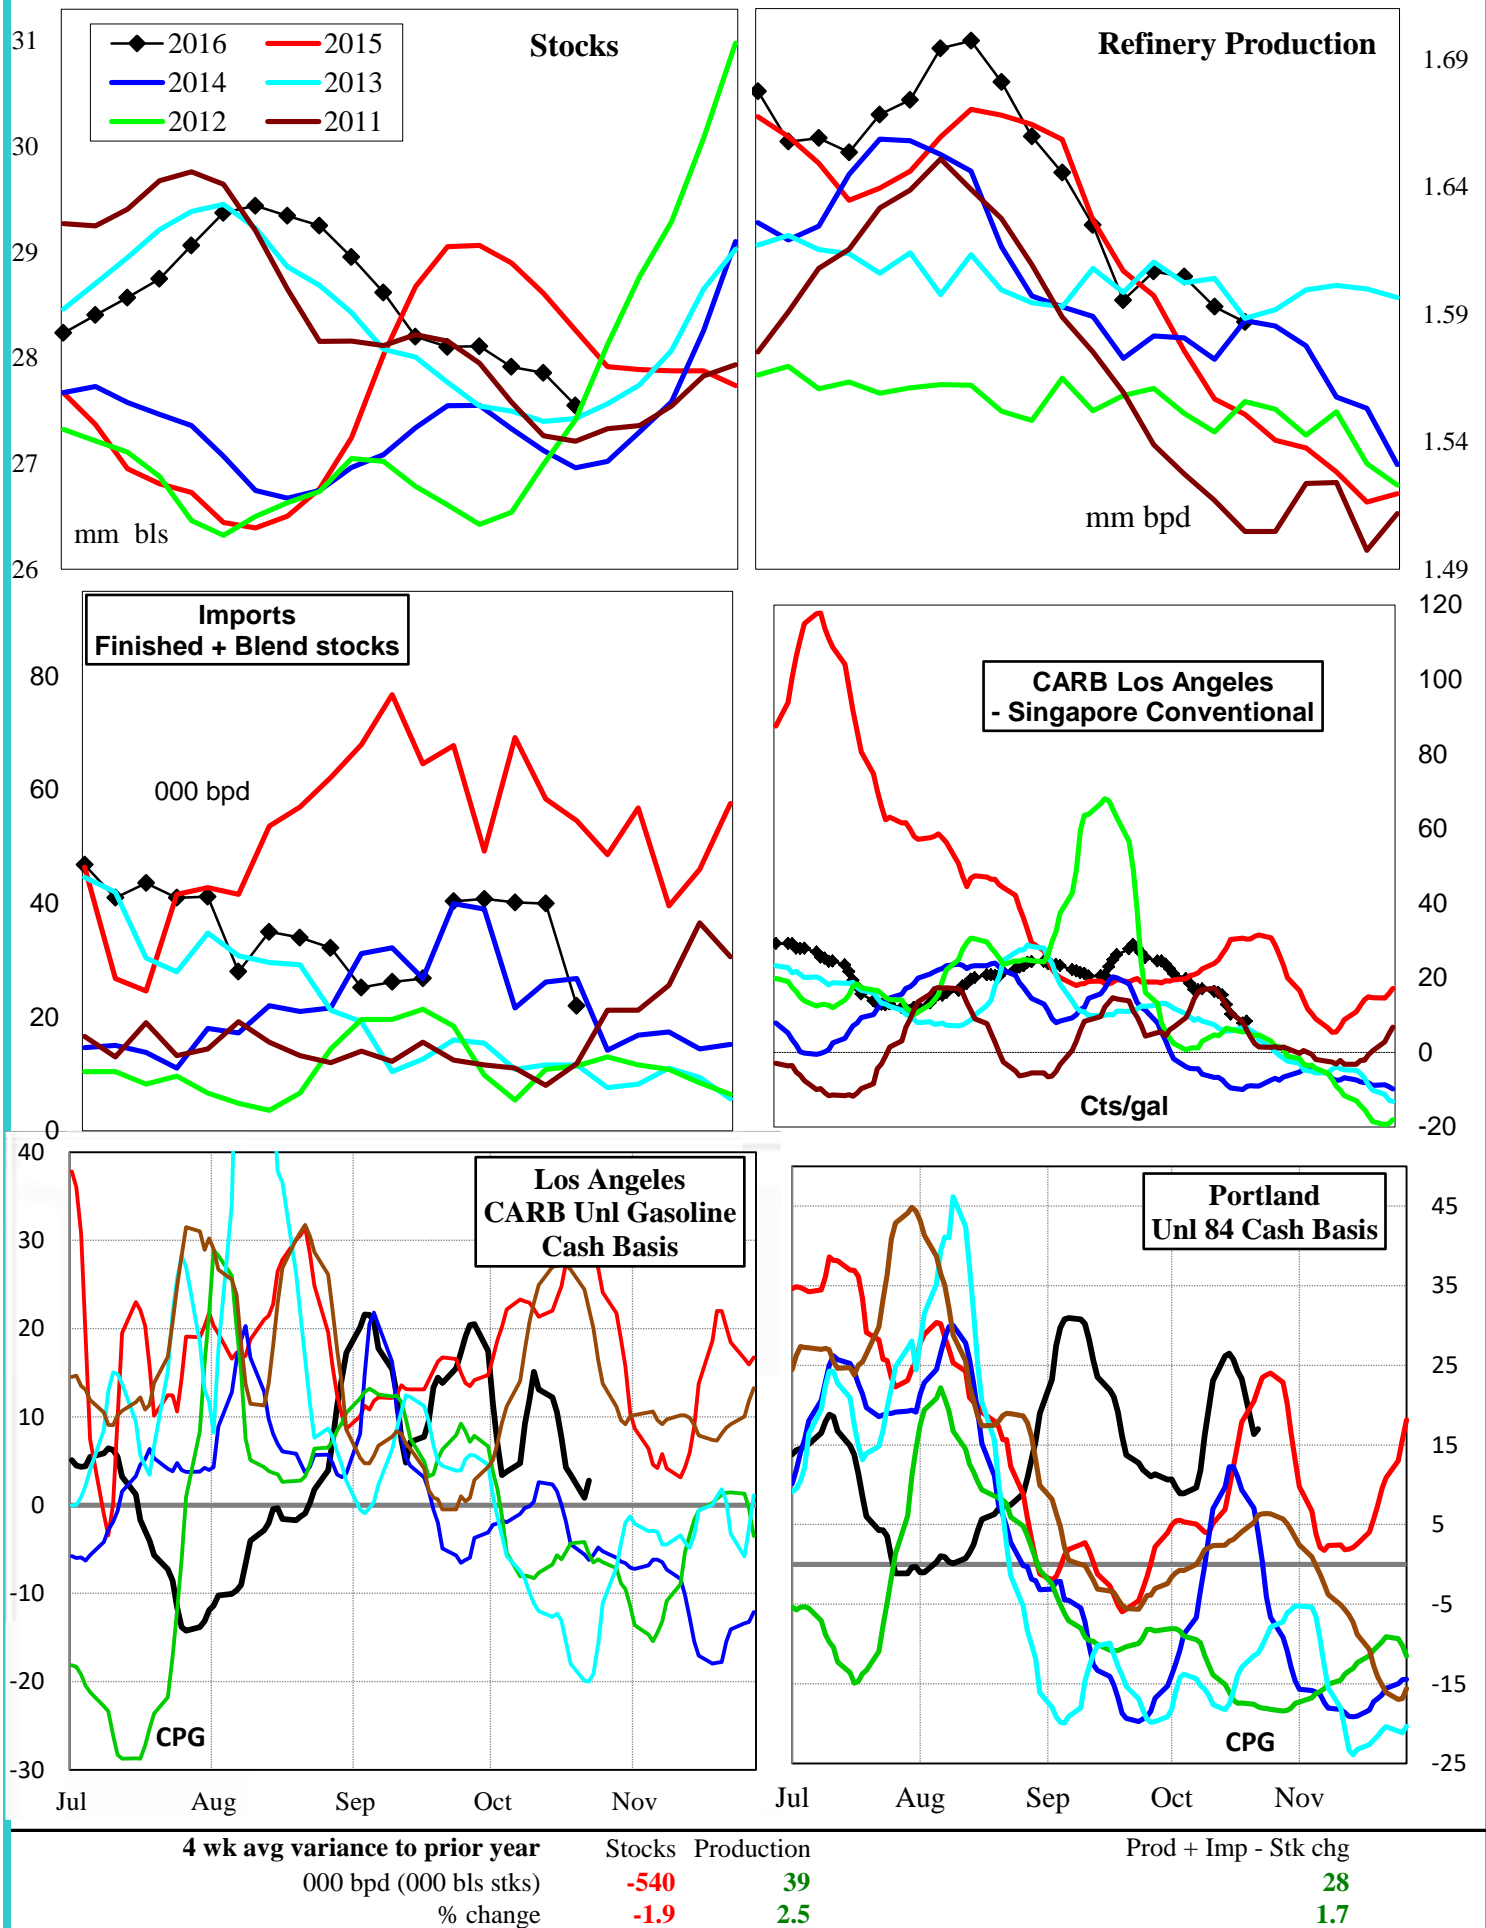 Stocks
2016 2015
2014 2013
2012 2011
31
30
29
28
27
26
mm bls
Refinery Production
1.69
1.64
1.59
1.54
1.49
mm bpd
Imports
Finished + Blend stocks
80
60
40
20
0
000 bpd
CARB Los Angeles
- Singapore Conventional
120
100
80
60
40
20
0
-20
Cts/gal
Los Angeles
CARB Unl Gasoline
Cash Basis
40
30
20
10
0
-10
-20
-30
CPG
Jul Aug Sep Oct Nov
Portland
Unl 84 Cash Basis
45
35
25
15
5
-5
-15
-25
CPG
Jul Aug Sep Oct Nov
4 wk avg variance to prior year Stocks Production Prod + Imp - Stk chg
000 bpd (000 bls stks) -540 39 28
% change -1.9 2.5 1.7